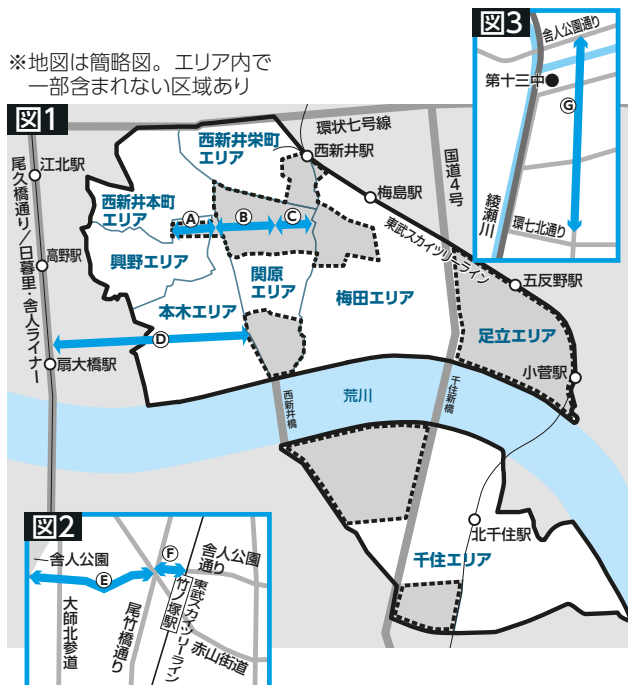 ※地図は簡略図。エリア内で
一部含まれない区域あり
図1
環状七号線
西新井栄町
エリア
西新井駅
江北駅
尾久橋通り/日暮里・舎人ライナー
西新井本町
エリア
梅島駅
国道4号
東武スカイツリーライン
A
B
C
高野駅
興野エリア
関原
エリア
梅田エリア
五反野駅
本木エリア
足立エリア
D
扇大橋駅
小菅駅
荒川
西新井橋
千住新橋
北千住駅
千住エリア
図2
舎人公園
E
F
舎人公園
通り
大師北参道
尾竹橋通り
竹ノ塚駅
東武スカイツリーライン
赤山街道
図3
舎人公園通り
第十三中
G
綾瀬川
環七北通り